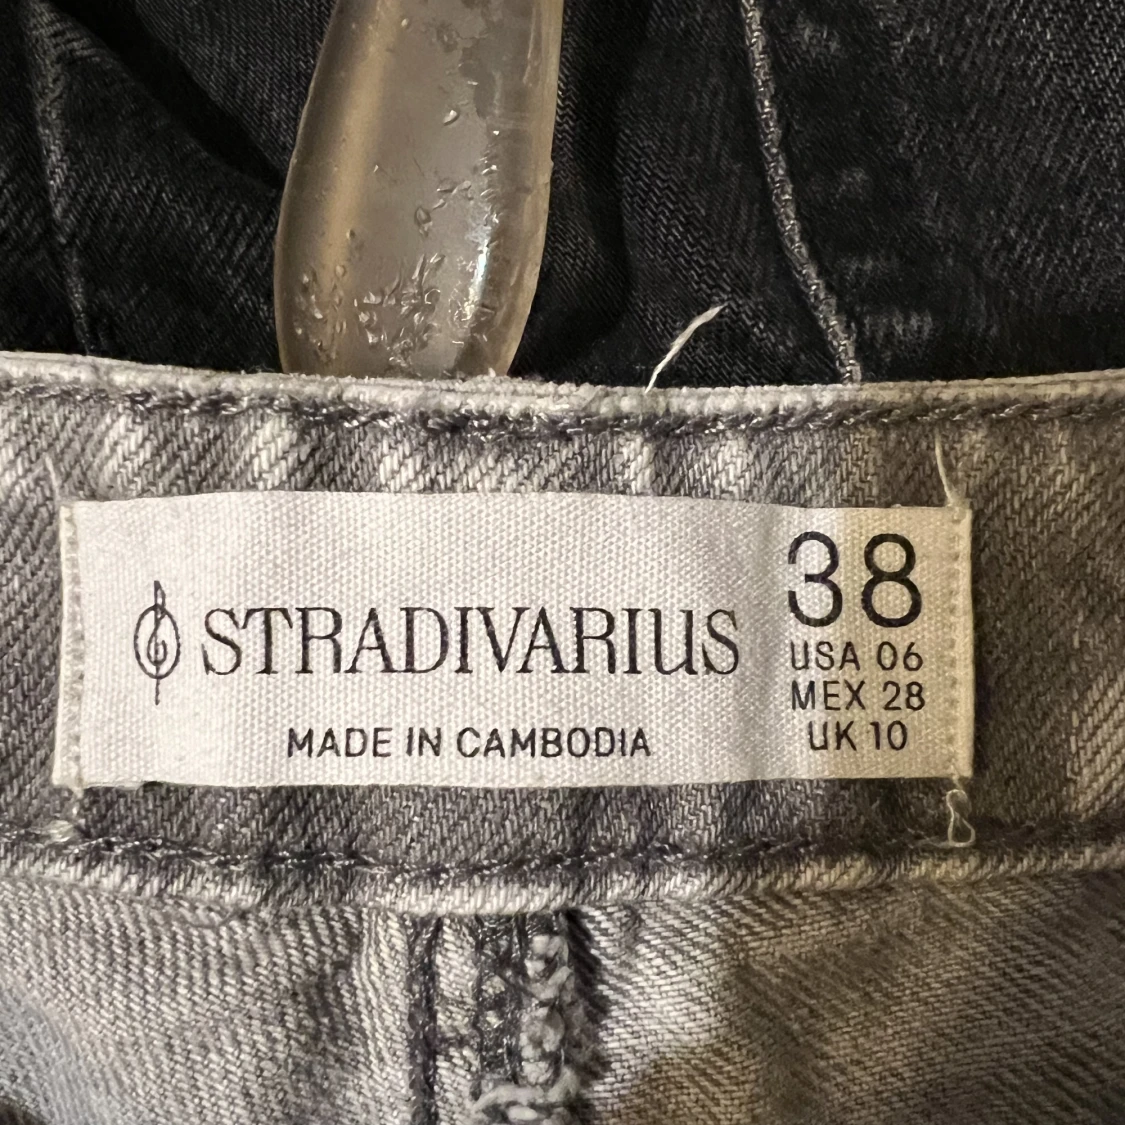 STRADIVARIUS
MADE IN CAMBODIA
38
USA 06
MEX 28
UK 10